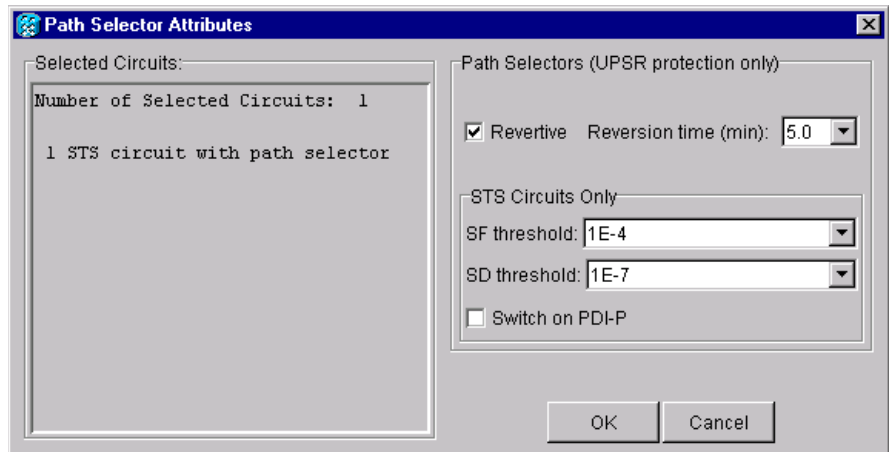 Path Selector Attributes
Selected Circuits:
Number of Selected Circuits: 1
1 STS circuit with path selector
Path Selectors (UPSR protection only)
Revertive Reversion time (min): 5.0
STS Circuits Only
SF threshold: 1E-4
SD threshold: 1E-7
Switch on PDI-P
OK Cancel